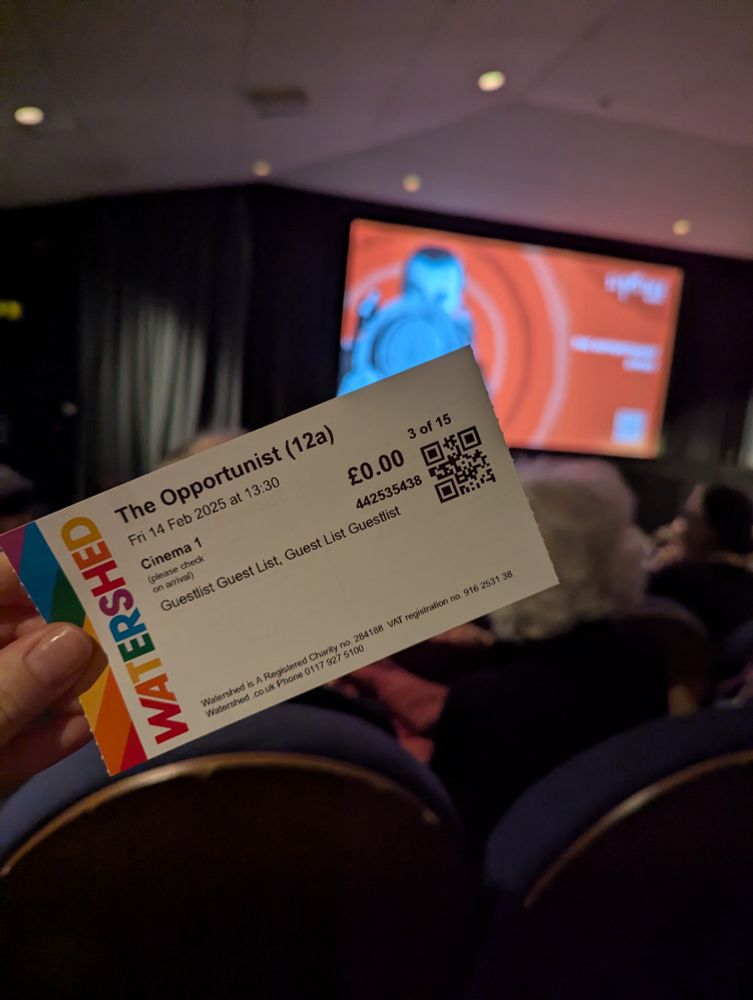 THE OPPORTUNIST
The Opportunist (12a)
Fri 14 Feb 2025 at 13:30
Cinema 1
(please check
on arrival)
Guestlist Guest List, Guest List Guestlist
3 of 15
£0.00
442535438
Watershed is A Registered Charity no. 284188 VAT registration no. 916 2531 38
Watershed .co.uk Phone 0117 927 5100
WATERSHED